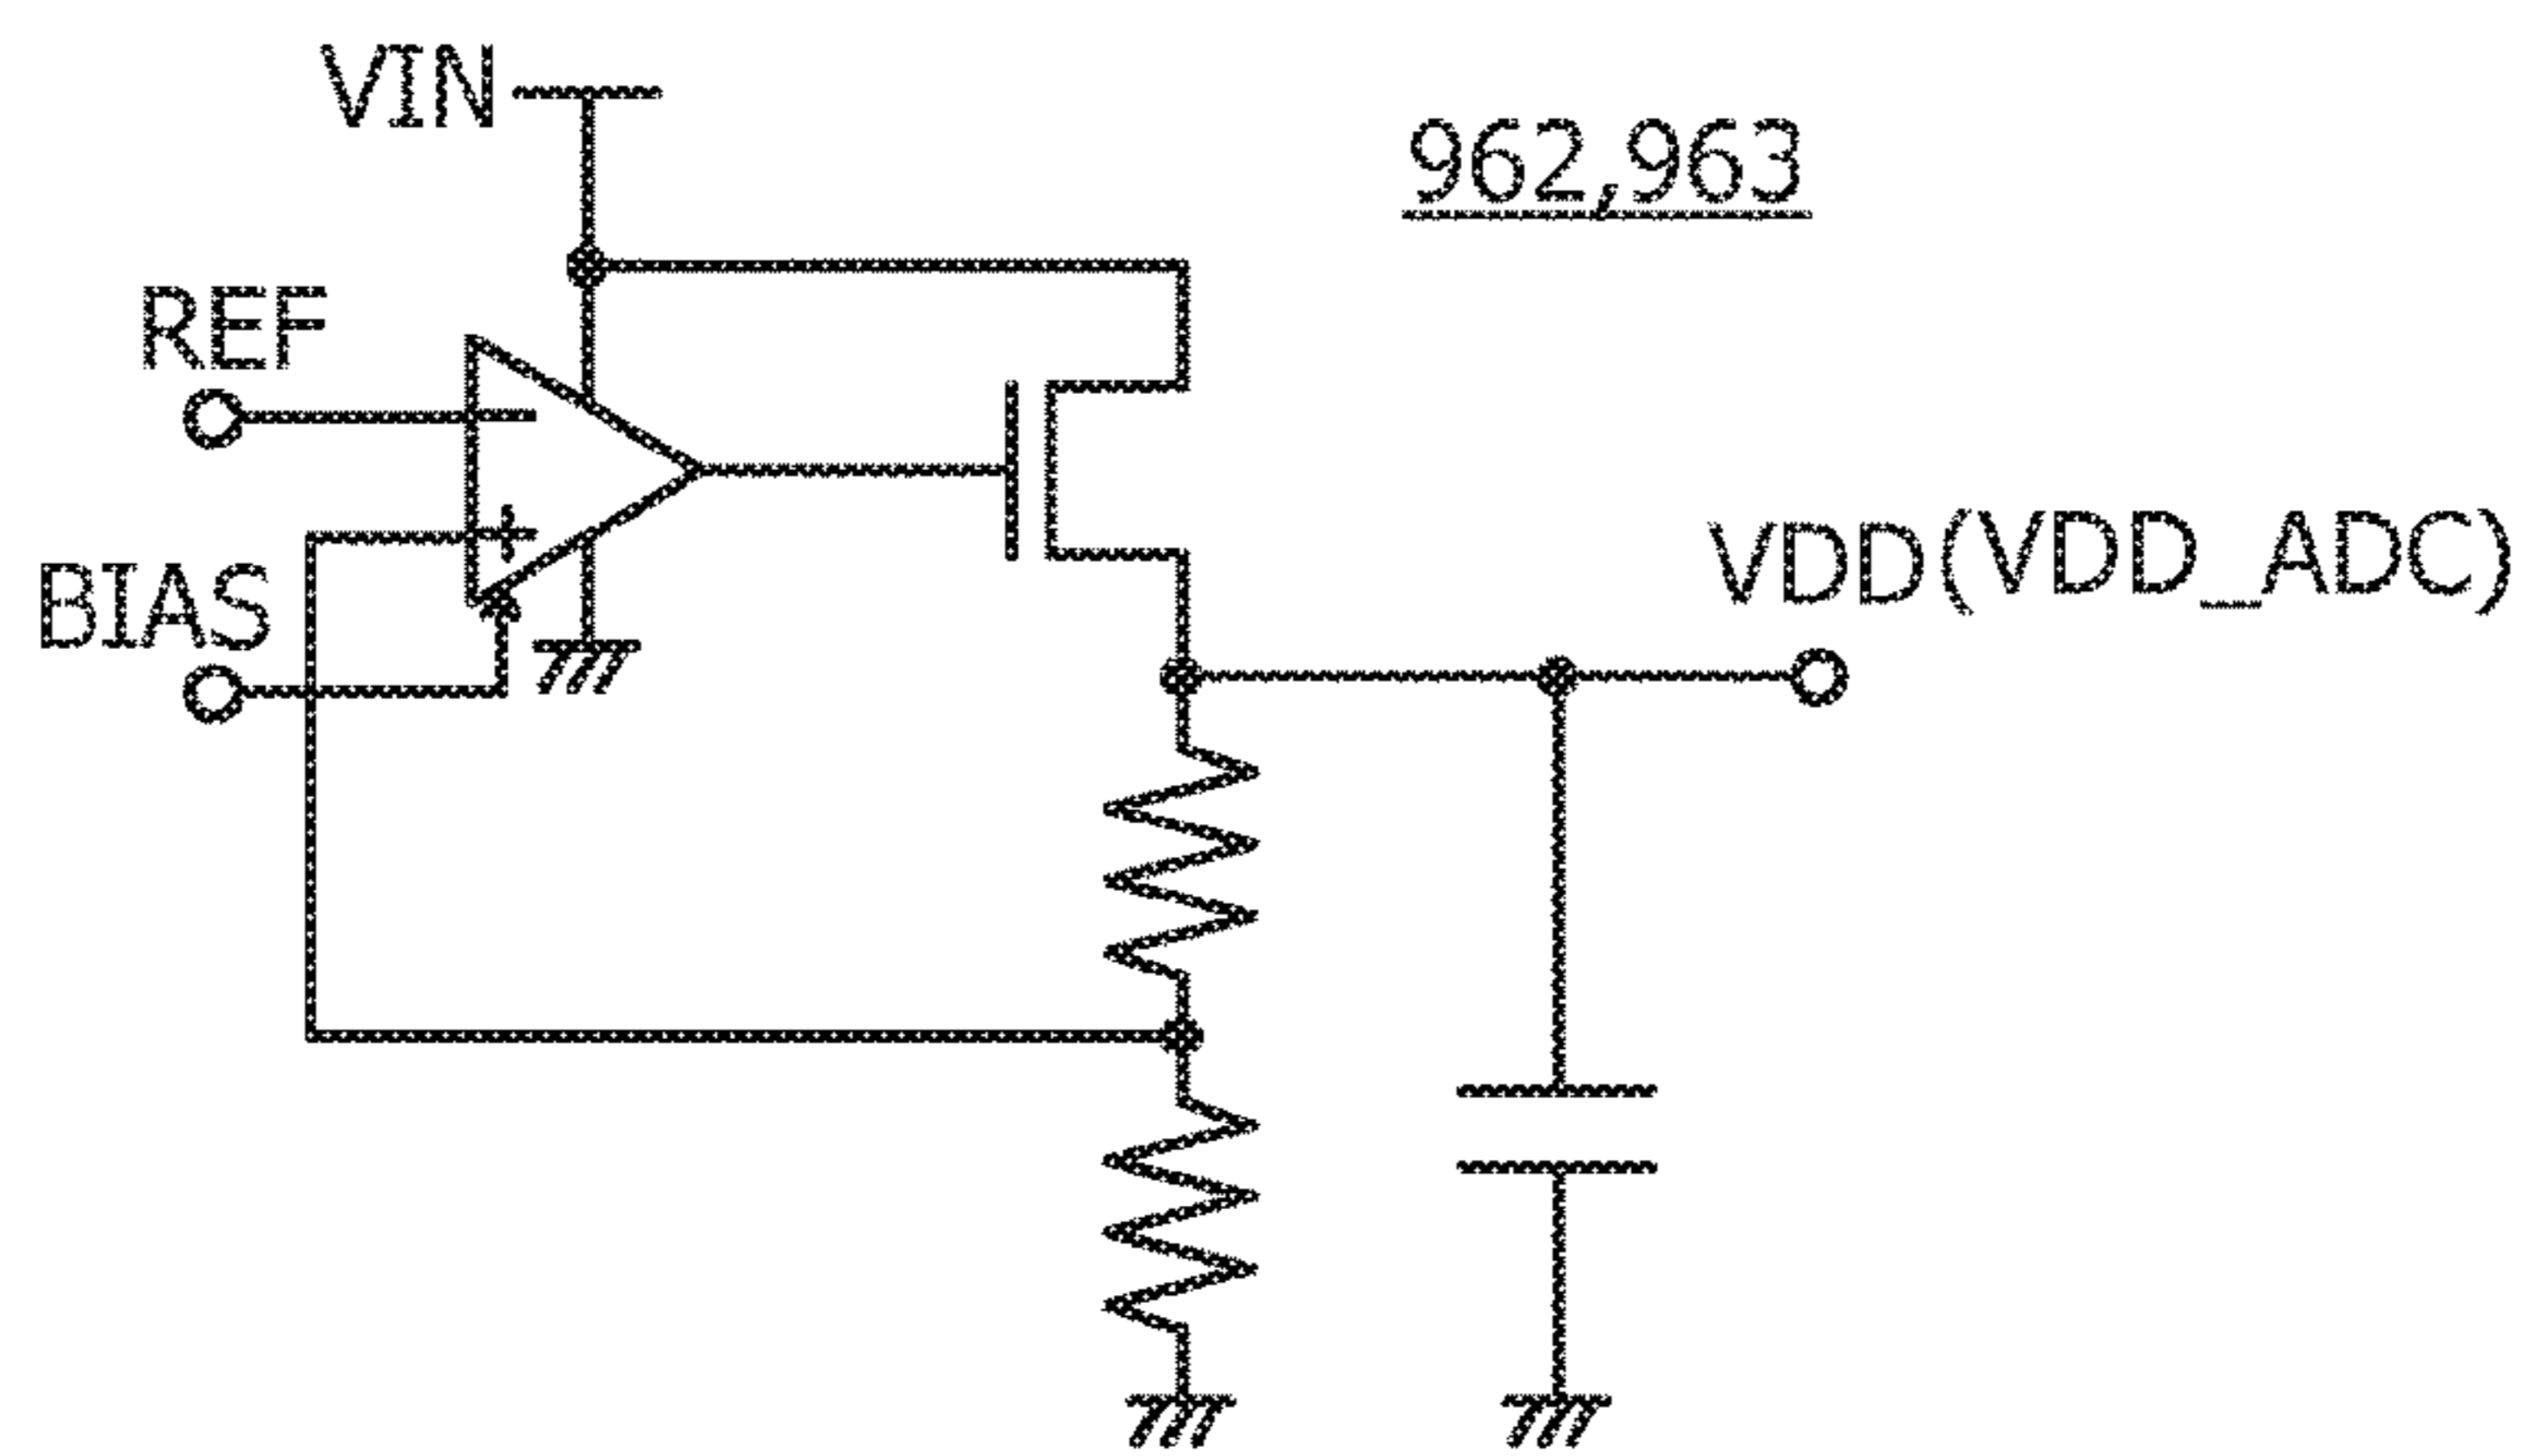 VIN
962,963
REF
−
+
BIAS
VDD(VDD_ADC)